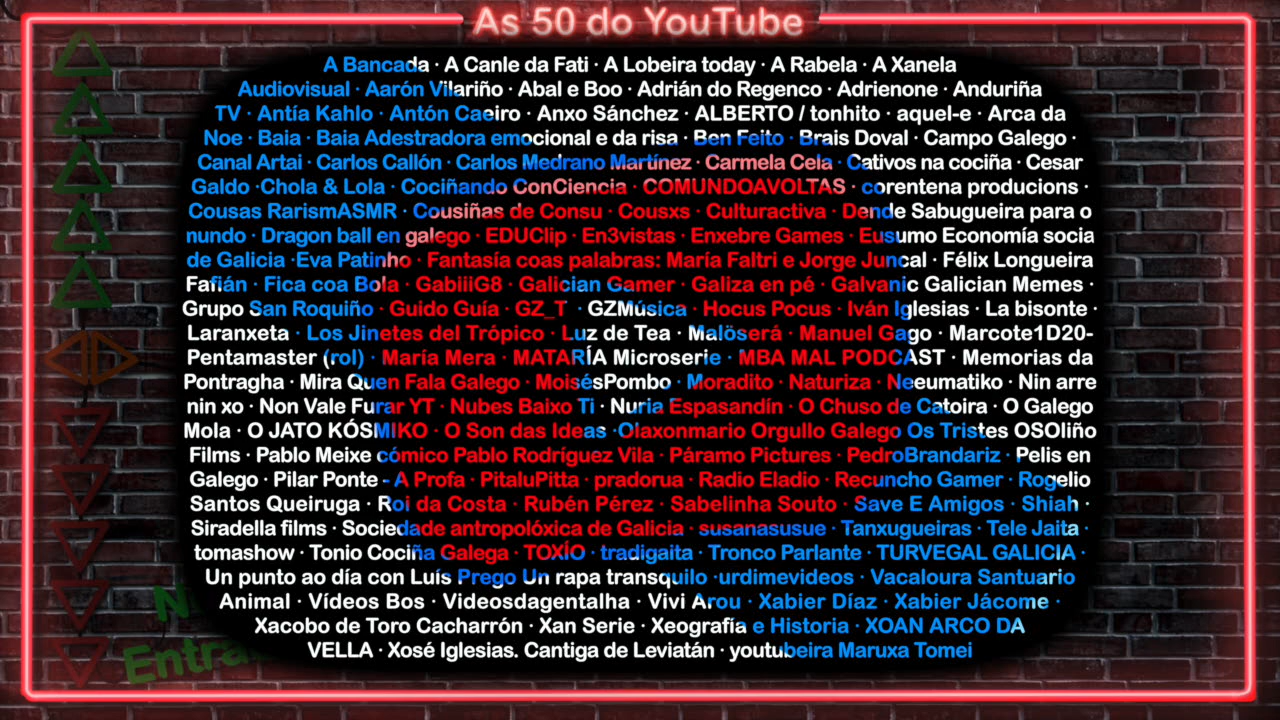 As 50 do YouTube
A Bancada · A Canle da Fati · A Lobeira today · A Rabela · A Xanela
Audiovisual · Aarón Vilariño · Abal e Boo · Adrián do Regenco · Adrienone · Anduriña
TV · Antía Kahlo · Antón Caeiro · Anxo Sánchez · ALBERTO / tonhito · aquel-e · Arca da
Noe · Baia · Baia Adestradora emocional e da risa · Ben Feito · Brais Doval · Campo Galego ·
Canal Artai · Carlos Callón · Carlos Medrano Martínez · Carmela Cela · Cativos na cociña · Cesar
Galdo ·Chola & Lola · Cociñando ConCiencia · COMUNDOAVOLTAS · corentena producions ·
Cousas RarismASMR · Cousiñas de Consu · Cousxs · Culturactiva · Dende Sabugueira para o
mundo · Dragon ball en galego · EDUClip · En3vistas · Enxebre Games · Eusumo Economía socia
de Galicia ·Eva Patinho · Fantasía coas palabras: María Faltri e Jorge Juncal · Félix Longueira
Fafián · Fica coa Bola · GabiiiG8 · Galician Gamer · Galiza en pé · Galvanic Galician Memes ·
Grupo San Roquiño · Guido Guía · GZ_T · GZMúsica · Hocus Pocus · Iván Iglesias · La bisonte ·
Laranxeta · Los Jinetes del Trópico · Luz de Tea · Malöserá · Manuel Gago · Marcote1D20-
Pentamaster (rol) · María Mera · MATARÍA Microserie · MBA MAL PODCAST · Memorias da
Pontragha · Mira Quen Fala Galego · MoisésPombo · Moradito · Naturiza · Neeumatiko · Nin arre
nin xo · Non Vale Furar YT · Nubes Baixo Ti · Nuria Espasandín · O Chuso de Catoira · O Galego
Mola · O JATO KÓSMIKO · O Son das Ideas ·Olaxonmario Orgullo Galego Os Tristes OSOliño
Films · Pablo Meixe cómico Pablo Rodríguez Vila · Páramo Pictures · PedroBrandariz · Pelis en
Galego · Pilar Ponte - A Profa · PitaluPitta · pradorua · Radio Eladio · Recuncho Gamer · Rogelio
Santos Queiruga · Roi da Costa · Rubén Pérez · Sabelinha Souto · Save E Amigos · Shiah ·
Siradella films · Sociedade antropolóxica de Galicia · susanasusue · Tanxugueiras · Tele Jaita ·
tomashow · Tonio Cociña Galega · TOXÍO · tradigaita · Tronco Parlante · TURVEGAL GALICIA ·
Un punto ao día con Luís Prego Un rapa transquilo ·urdimevideos · Vacaloura Santuario
Animal · Vídeos Bos · Videosdagentalha · Vivi Arou · Xabier Díaz · Xabier Jácome ·
Xacobo de Toro Cacharrón · Xan Serie · Xeografía e Historia · XOAN ARCO DA
VELLA · Xosé Iglesias. Cantiga de Leviatán · youtubeira Maruxa Tomei
N
Entra